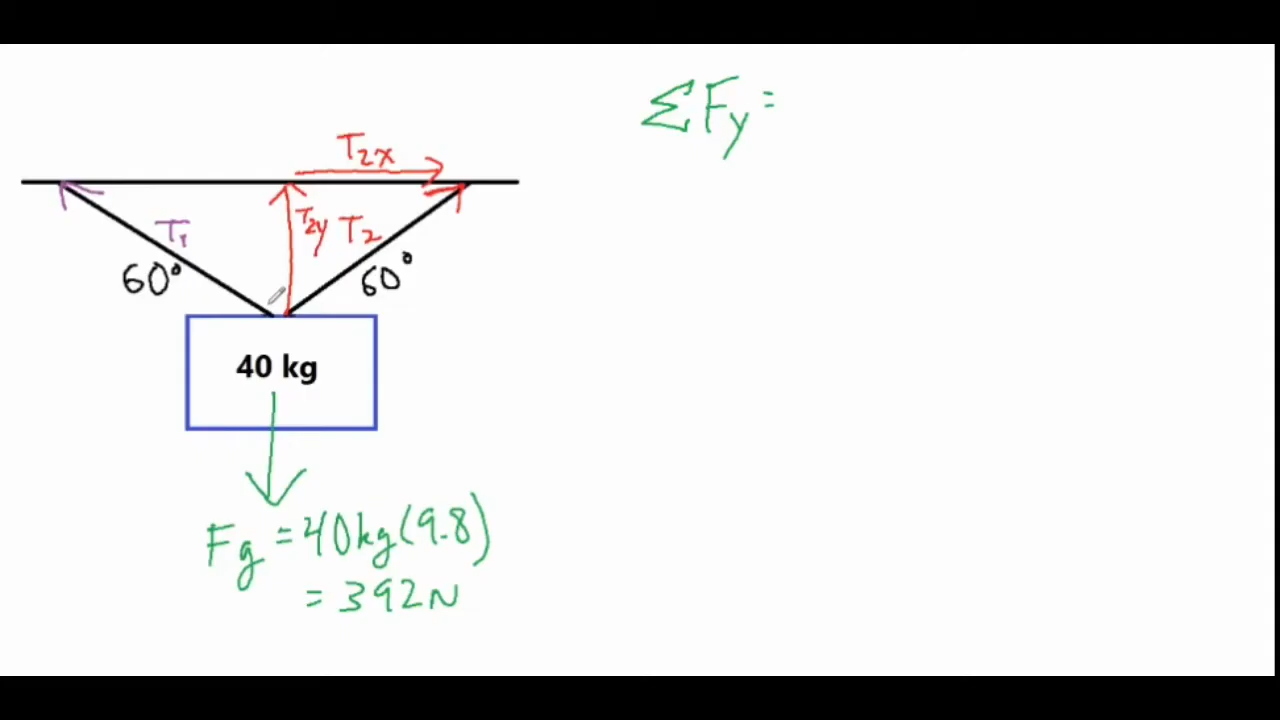 ΣFy =
T2x
T1
T2y
T2
60°
60°
40 kg
Fg = 40kg(9.8)
= 392N